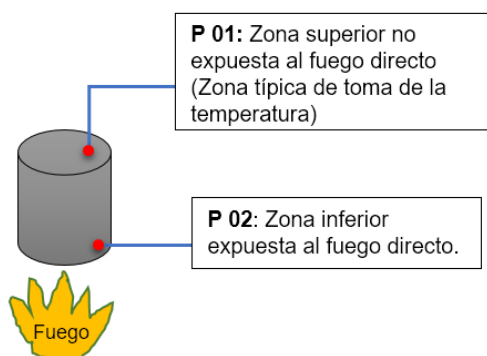 P 01: Zona superior no
expuesta al fuego directo
(Zona típica de toma de la
temperatura)
P 02: Zona inferior
expuesta al fuego directo.
Fuego